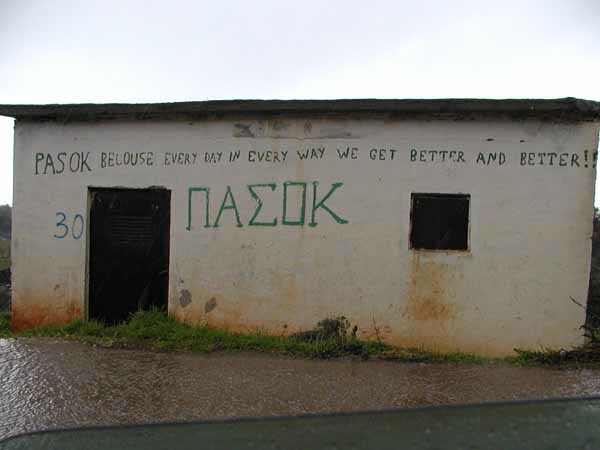 PASOK BECOUSE EVERY DAY IN EVERY WAY WE GET BETTER AND BETTER!!
ΠΑΣΟΚ
30